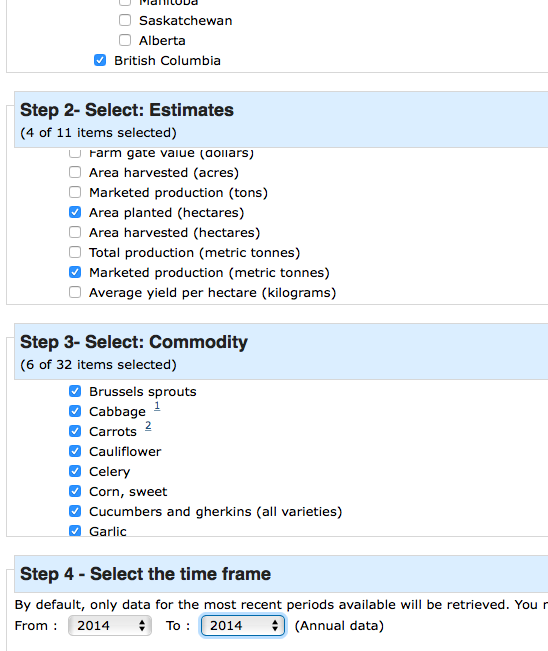 Manitoba
Saskatchewan
Alberta
British Columbia
Step 2- Select: Estimates
(4 of 11 items selected)
Farm gate value (dollars)
Area harvested (acres)
Marketed production (tons)
Area planted (hectares)
Area harvested (hectares)
Total production (metric tonnes)
Marketed production (metric tonnes)
Average yield per hectare (kilograms)
Step 3- Select: Commodity
(6 of 32 items selected)
Brussels sprouts
Cabbage 1
Carrots 2
Cauliflower
Celery
Corn, sweet
Cucumbers and gherkins (all varieties)
Garlic
Step 4 - Select the time frame
By default, only data for the most recent periods available will be retrieved. You
From : 2014 To : 2014 (Annual data)